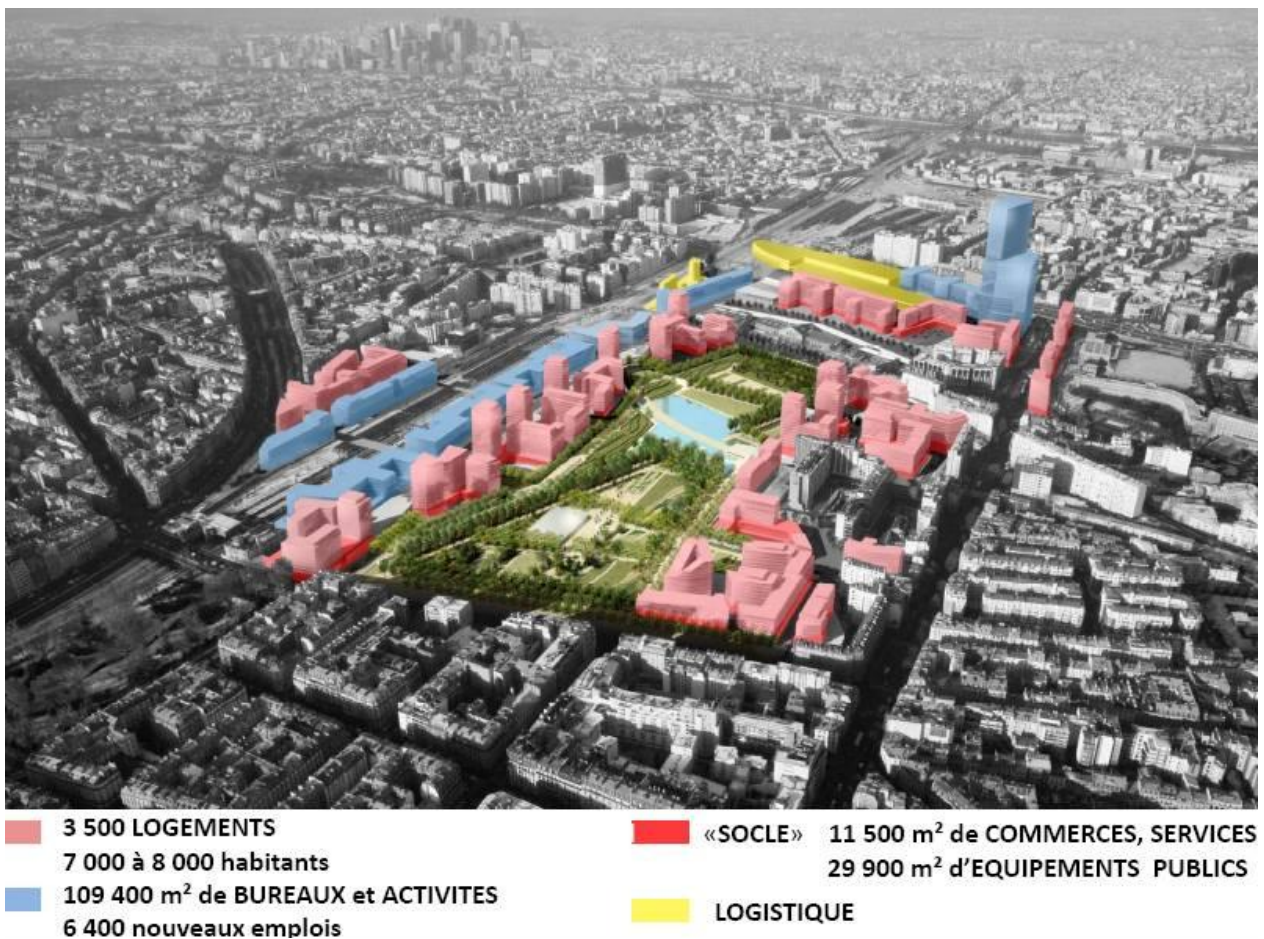 3 500 LOGEMENTS
7 000 à 8 000 habitants
109 400 m² de BUREAUX et ACTIVITES
6 400 nouveaux emplois
«SOCLE» 11 500 m² de COMMERCES, SERVICES
29 900 m² d'EQUIPEMENTS PUBLICS
LOGISTIQUE